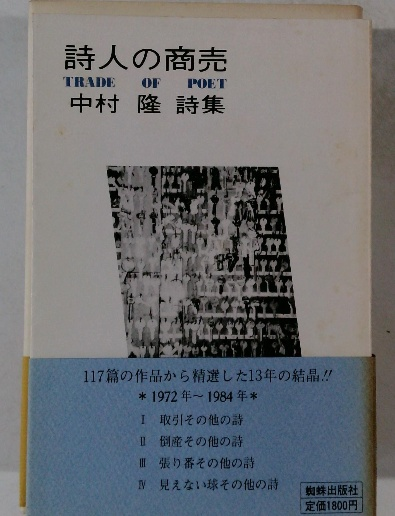 詩人の商売
TRADE OF POET
中村 隆 詩集
117篇の作品から精選した13年の結晶!!
*1972年～1984年*
I 取引その他の詩
II 倒産その他の詩
III 張り番その他の詩
IV 見えない球その他の詩
蜘蛛出版社
定価1800円